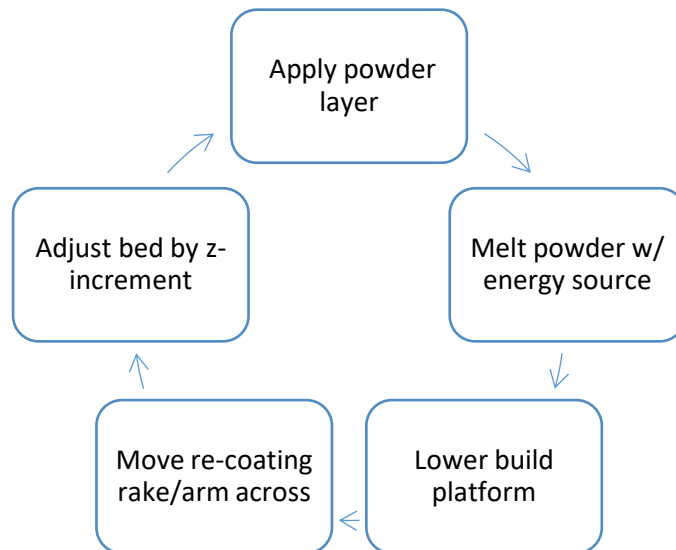 Apply powder
layer
Melt powder w/
energy source
Lower build
platform
Move re-coating
rake/arm across
Adjust bed by z-
increment